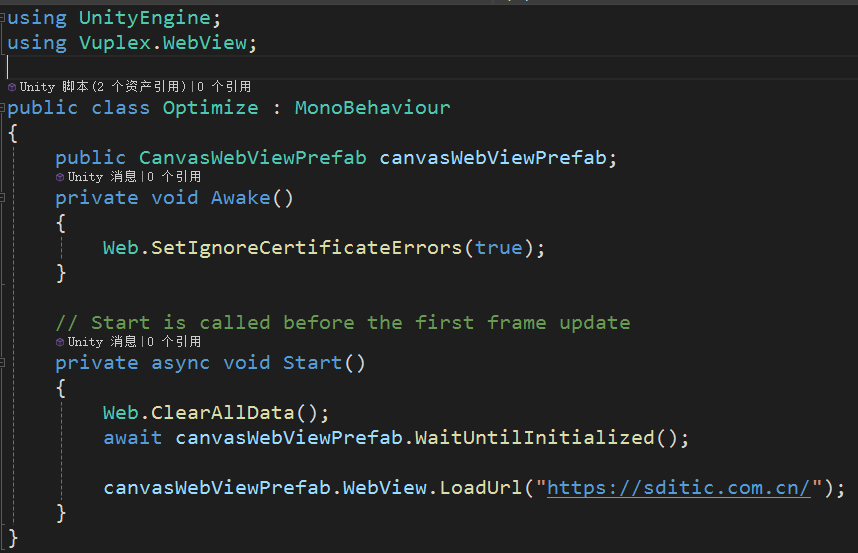 using UnityEngine;
using Vuplex.WebView;
Unity 脚本(2 个资产引用)|0 个引用
public class Optimize : MonoBehaviour
{
public CanvasWebViewPrefab canvasWebViewPrefab;
Unity 消息|0 个引用
private void Awake()
{
Web.SetIgnoreCertificateErrors(true);
}
// Start is called before the first frame update
Unity 消息|0 个引用
private async void Start()
{
Web.ClearAllData();
await canvasWebViewPrefab.WaitUntilInitialized();
canvasWebViewPrefab.WebView.LoadUrl("https://sditic.com.cn/");
}
}